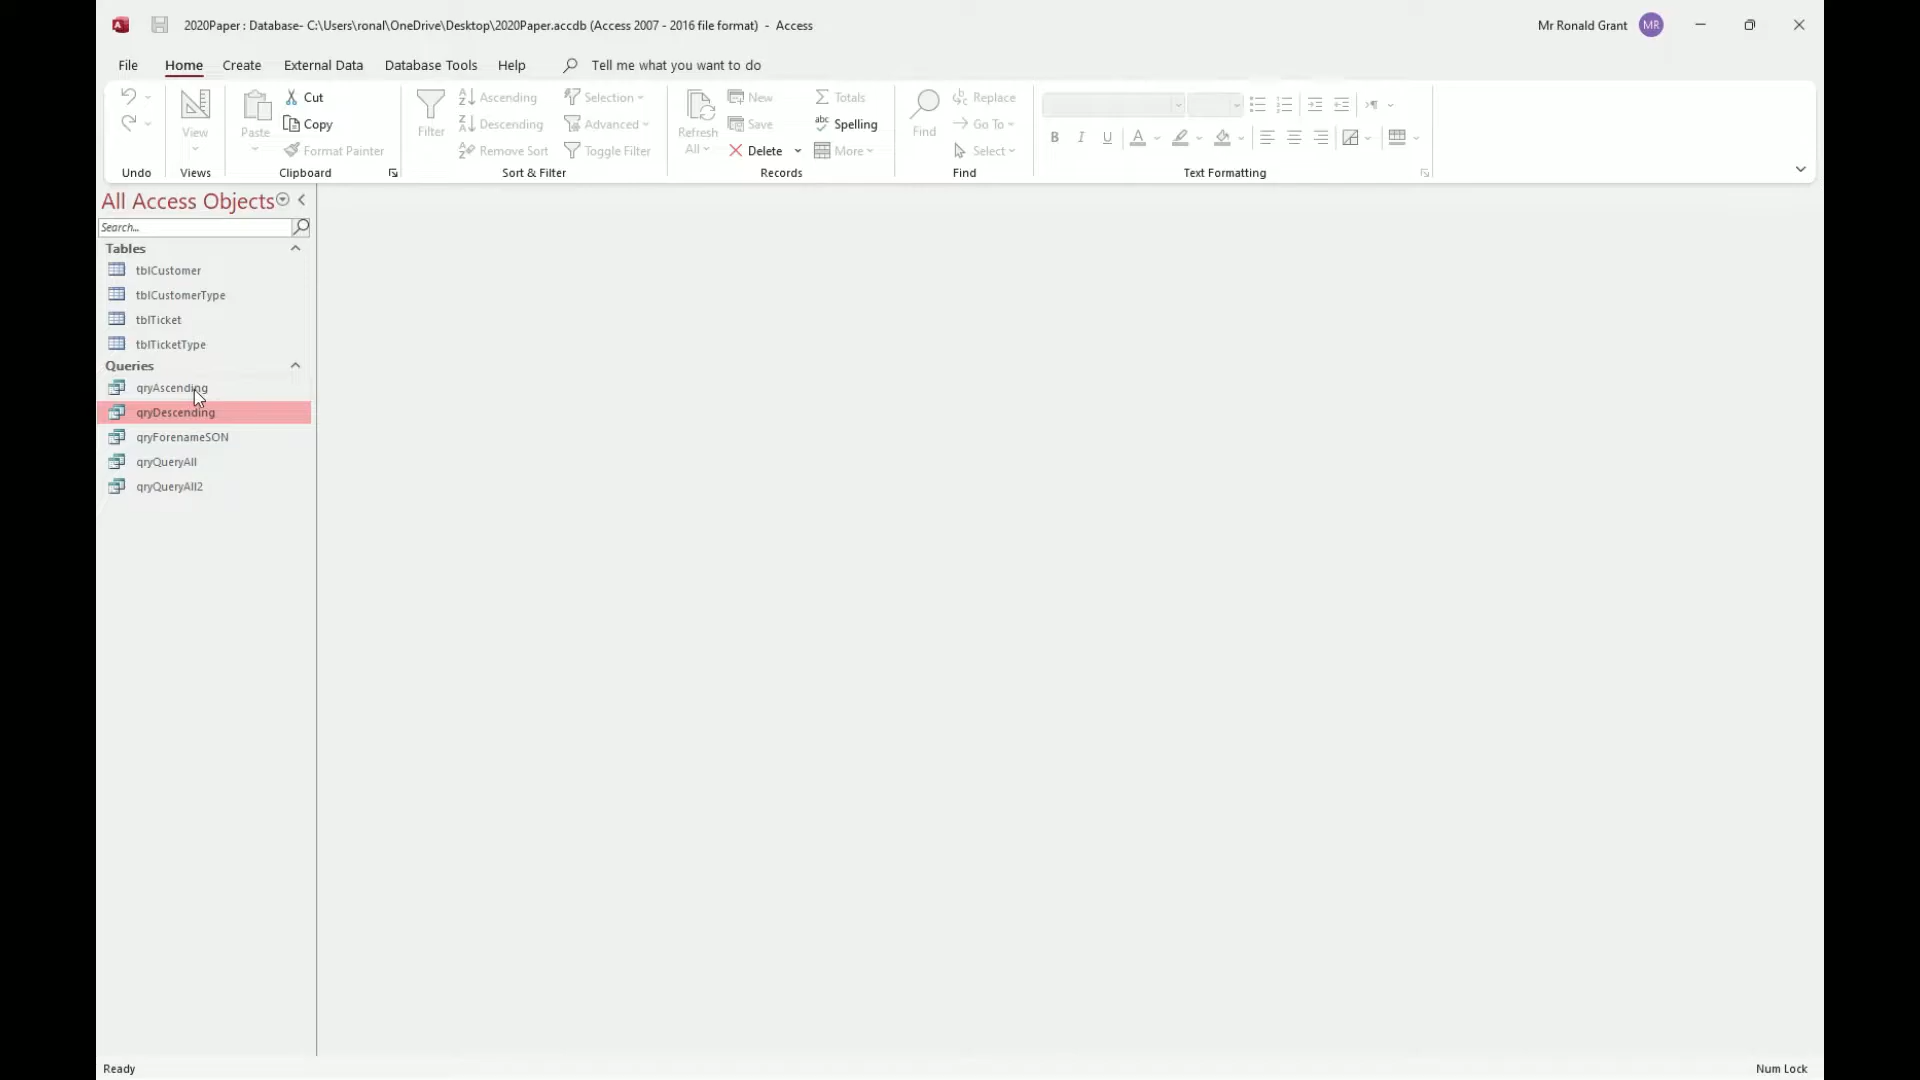 2020Paper : Database- C:\Users\ronal\OneDrive\Desktop\2020Paper.accdb (Access 2007 - 2016 file format) - Access
Mr Ronald Grant
MR
File Home Create External Data Database Tools Help Tell me what you want to do
View
Paste
Cut
Copy
Format Painter
Filter
Ascending
Descending
Remove Sort
Selection
Advanced
Toggle Filter
Refresh
All
New
Save
Delete
Totals
Spelling
More
Find
Replace
Go To
Select
B I U A
Undo Views Clipboard Sort & Filter Records Find Text Formatting
All Access Objects
Search...
Tables
tblCustomer
tblCustomerType
tblTicket
tblTicketType
Queries
qryAscending
qryDescending
qryForenameSON
qryQueryAll
qryQueryAll2
Ready
Num Lock